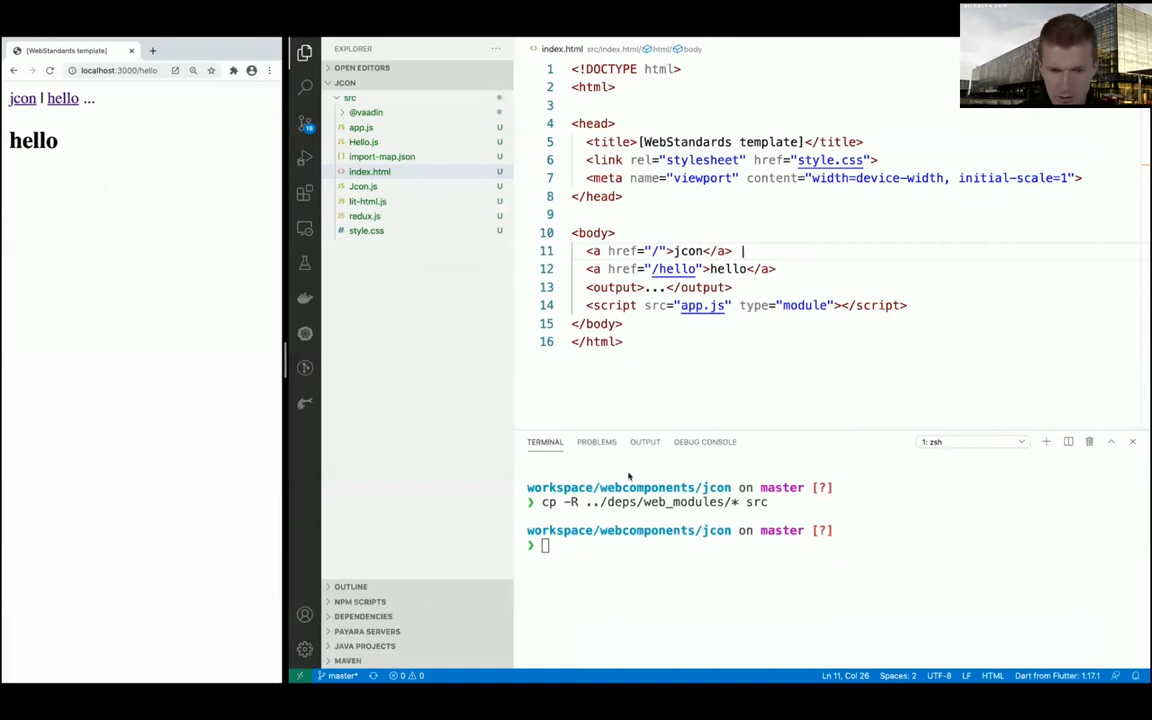 [WebStandards template]
localhost:3000/hello
jcon | hello ...
hello
EXPLORER
OPEN EDITORS
JCON
src
@vaadin
app.js U
Hello.js U
import-map.json U
index.html U
Jcon.js U
lit-html.js U
redux.js U
style.css U
OUTLINE
NPM SCRIPTS
DEPENDENCIES
PAYARA SERVERS
JAVA PROJECTS
MAVEN
index.html src/index.html/html/body
1 <!DOCTYPE html>
2 <html>
3
4 <head>
5 <title>[WebStandards template]</title>
6 <link rel="stylesheet" href="style.css">
7 <meta name="viewport" content="width=device-width, initial-scale=1">
8 </head>
9
10 <body>
11 <a href="/">jcon</a> |
12 <a href="/hello">hello</a>
13 <output>...</output>
14 <script src="app.js" type="module"></script>
15 </body>
16 </html>
TERMINAL PROBLEMS OUTPUT DEBUG CONSOLE 1: zsh
workspace/webcomponents/jcon on master [?]
❯ cp -R ../deps/web_modules/* src
workspace/webcomponents/jcon on master [?]
❯
master* 0 0 Ln 11, Col 26 Spaces: 2 UTF-8 LF HTML Dart from Flutter: 1.17.1